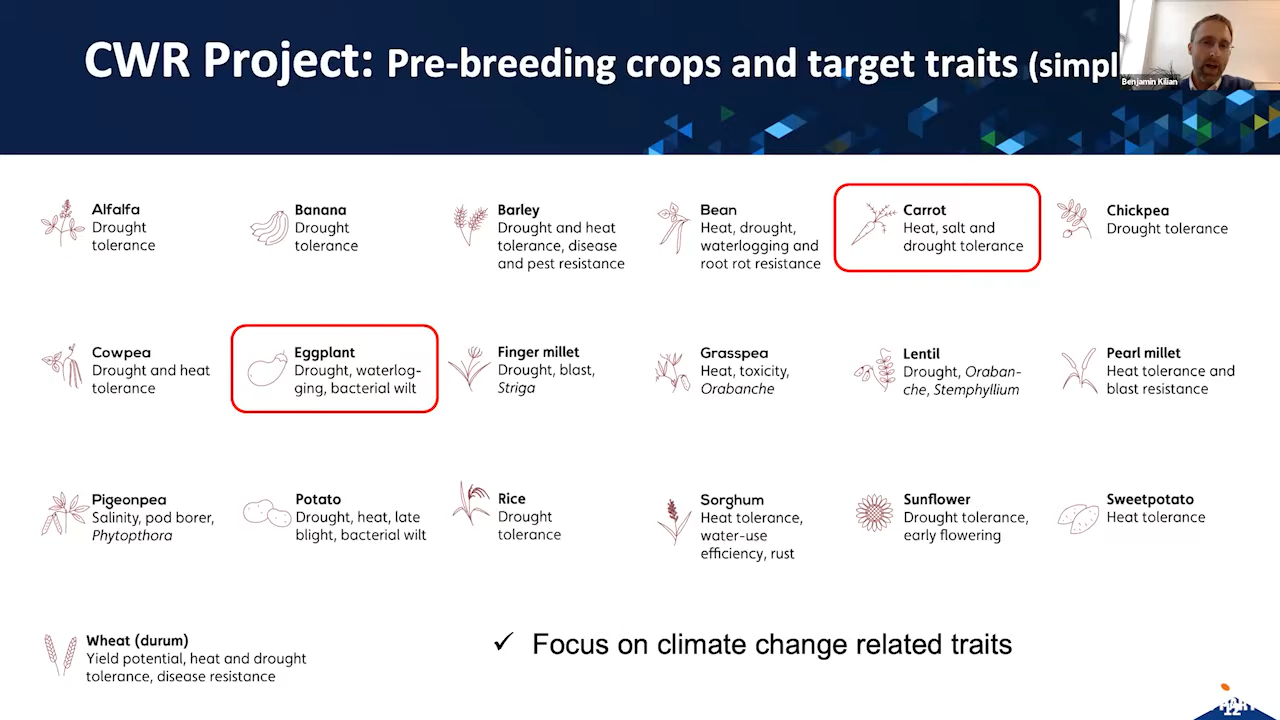 CWR Project: Pre-breeding crops and target traits (simpl
Benjamin Kilian
Alfalfa
Drought
tolerance
Banana
Drought
tolerance
Barley
Drought and heat
tolerance, disease
and pest resistance
Bean
Heat, drought,
waterlogging and
root rot resistance
Carrot
Heat, salt and
drought tolerance
Chickpea
Drought tolerance
Cowpea
Drought and heat
tolerance
Eggplant
Drought, waterlog-
ging, bacterial wilt
Finger millet
Drought, blast,
Striga
Grasspea
Heat, toxicity,
Orabanche
Lentil
Drought, Oraban-
che, Stemphyllium
Pearl millet
Heat tolerance and
blast resistance
Pigeonpea
Salinity, pod borer,
Phytopthora
Potato
Drought, heat, late
blight, bacterial wilt
Rice
Drought
tolerance
Sorghum
Heat tolerance,
water-use
efficiency, rust
Sunflower
Drought tolerance,
early flowering
Sweetpotato
Heat tolerance
Wheat (durum)
Yield potential, heat and drought
tolerance, disease resistance
✓ Focus on climate change related traits
12